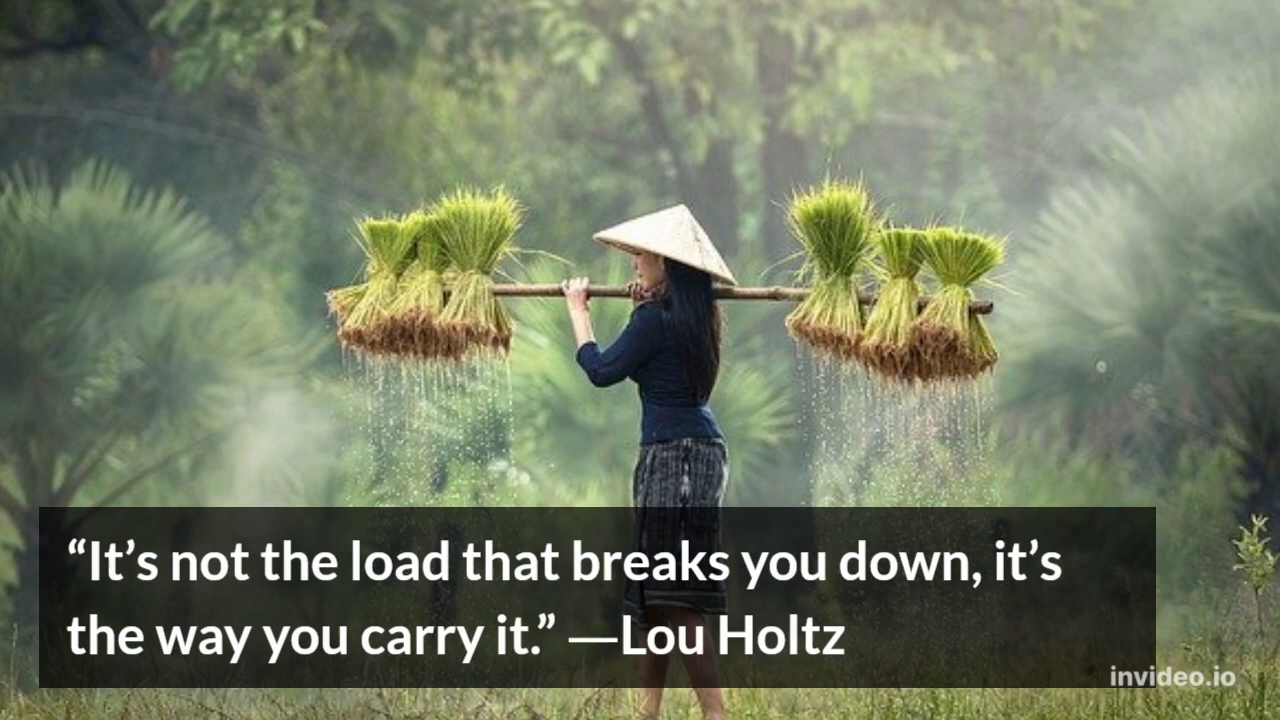 “It’s not the load that breaks you down, it’s
the way you carry it.” —Lou Holtz
invideo.io